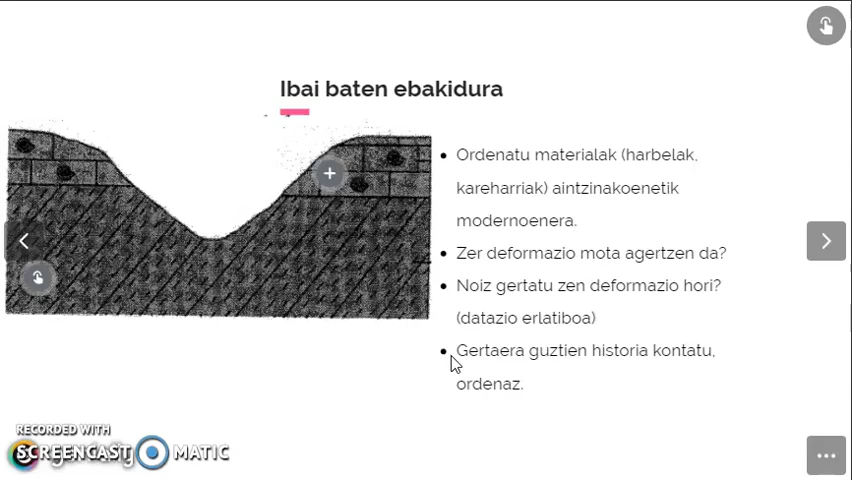 Ibai baten ebakidura
Ordenatu materialak (harbelak,
kareharriak) aintzinakoenetik
modernoenera.
Zer deformazio mota agertzen da?
Noiz gertatu zen deformazio hori?
(datazio erlatiboa)
Gertaera guztien historia kontatu,
ordenaz.
RECORDED WITH
SCREENCAST MATIC